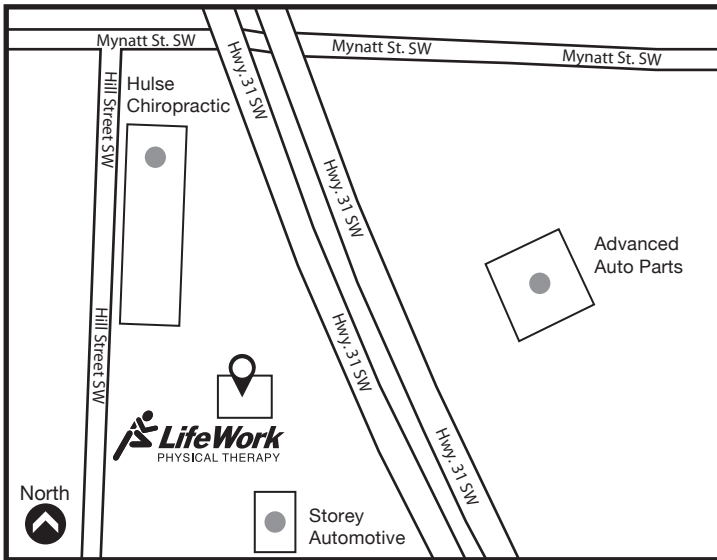 Mynatt St. SW
Mynatt St. SW
Mynatt St. SW
Hill Street SW
Hulse
Chiropractic
Hwy. 31 SW
Hwy. 31 SW
Advanced
Auto Parts
Hill Street SW
Hwy. 31 SW
LifeWork
PHYSICAL THERAPY
Hwy. 31 SW
North
Storey
Automotive